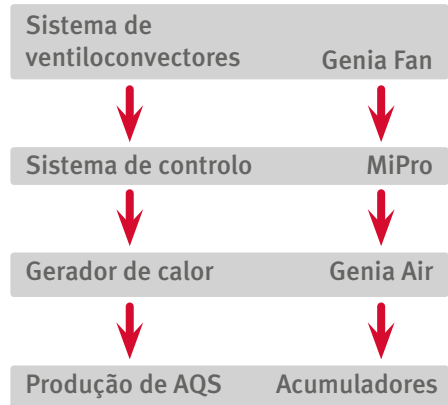 Sistema de
ventiloconvectores Genia Fan
Sistema de controlo MiPro
Gerador de calor Genia Air
Produção de AQS Acumuladores